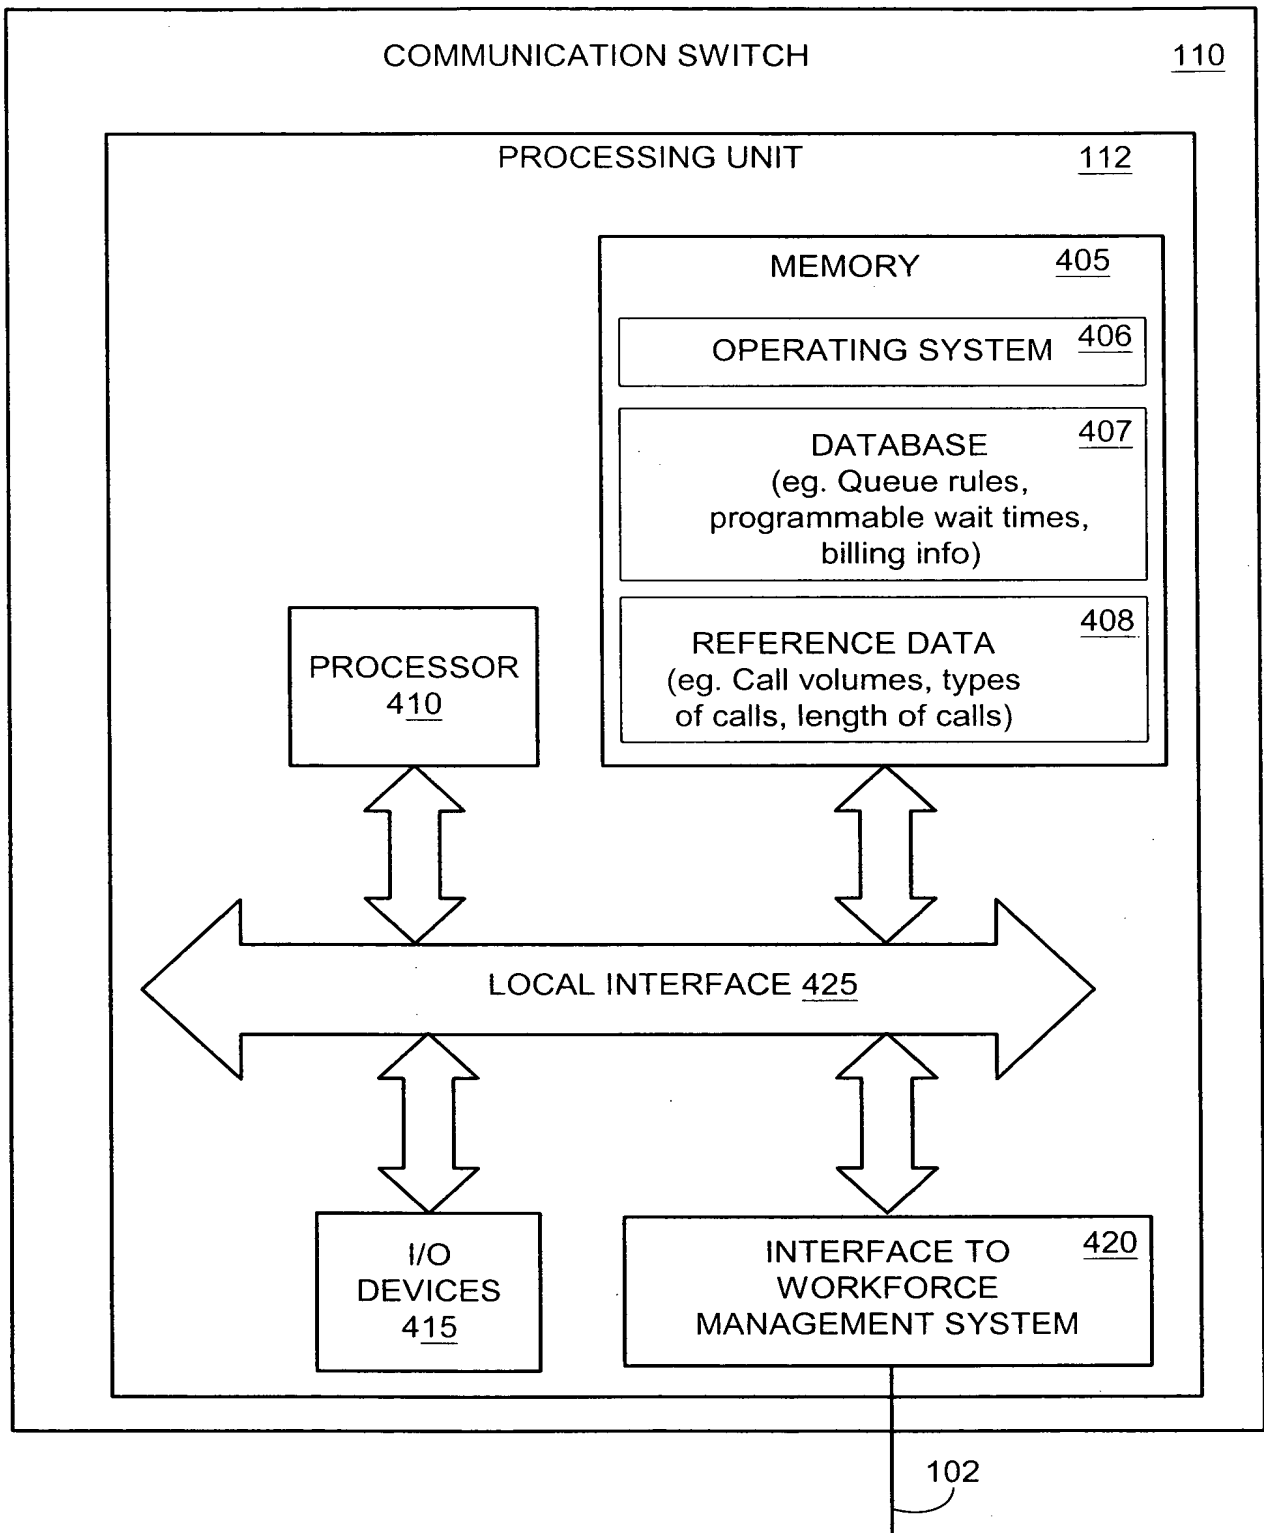 COMMUNICATION SWITCH 110
PROCESSING UNIT 112
MEMORY 405
OPERATING SYSTEM 406
DATABASE 407
(eg. Queue rules,
programmable wait times,
billing info)
REFERENCE DATA 408
(eg. Call volumes, types
of calls, length of calls)
PROCESSOR
410
LOCAL INTERFACE 425
I/O
DEVICES
415
INTERFACE TO 420
WORKFORCE
MANAGEMENT SYSTEM
102